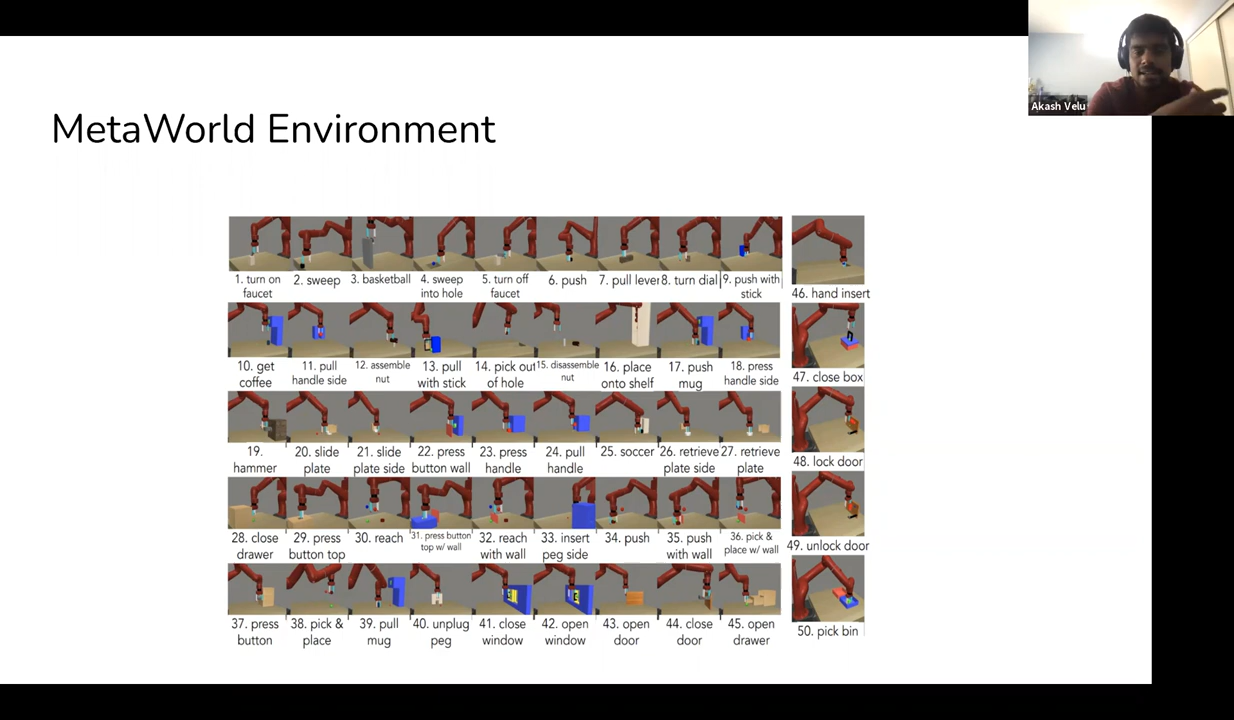 Akash Velu
MetaWorld Environment
1. turn on
faucet
2. sweep
3. basketball
4. sweep
into hole
5. turn off
faucet
6. push
7. pull lever
8. turn dial
9. push with
stick
10. get
coffee
11. pull
handle side
12. assemble
nut
13. pull
with stick
14. pick out
of hole
15. disassemble
nut
16. place
onto shelf
17. push
mug
18. press
handle side
19.
hammer
20. slide
plate
21. slide
plate side
22. press
button wall
23. press
handle
24. pull
handle
25. soccer
26. retrieve
plate side
27. retrieve
plate
28. close
drawer
29. press
button top
30. reach
31. press button
top w/ wall
32. reach
with wall
33. insert
peg side
34. push
35. push
with wall
36. pick &
place w/ wall
37. press
button
38. pick &
place
39. pull
mug
40. unplug
peg
41. close
window
42. open
window
43. open
door
44. close
door
45. open
drawer
46. hand insert
47. close box
48. lock door
49. unlock door
50. pick bin